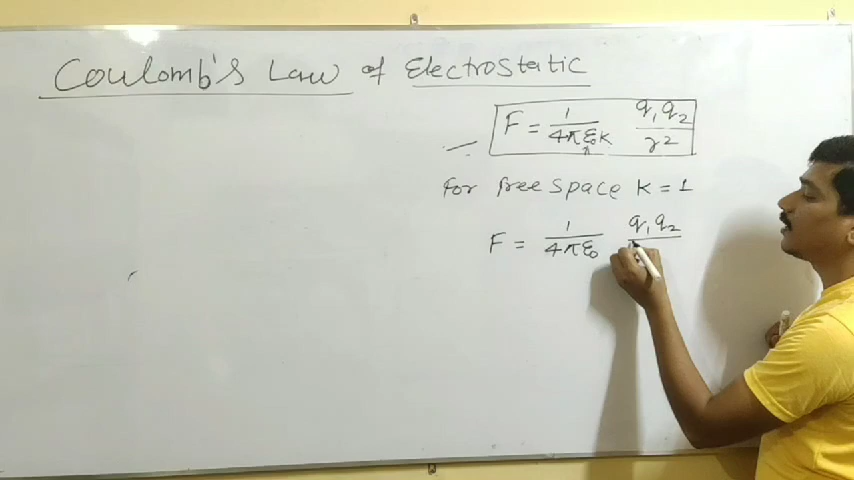 Coulomb's Law of Electrostatic
F = 1/4πε₀k q₁q₂/r²
For free space k = 1
F = 1/4πε₀ q₁q₂